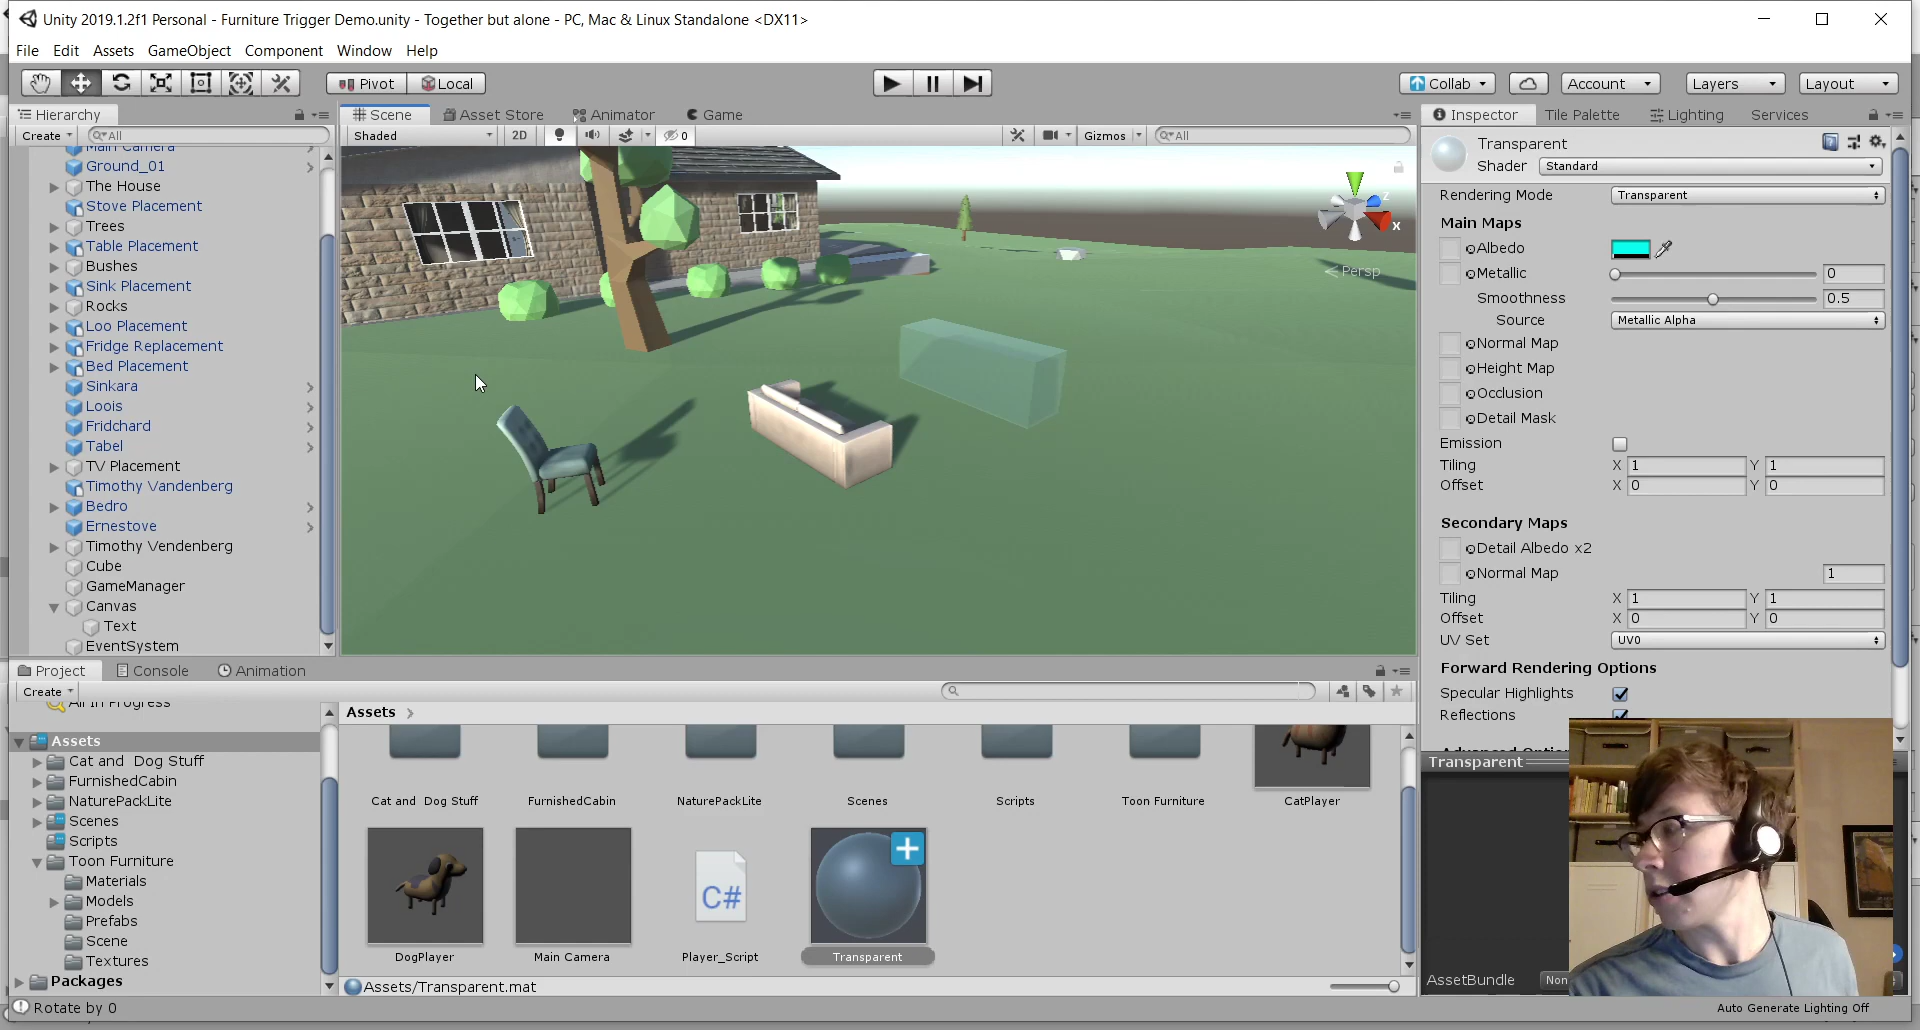 Unity 2019.1.2f1 Personal - Furniture Trigger Demo.unity - Together but alone - PC, Mac & Linux Standalone <DX11>
File Edit Assets GameObject Component Window Help
Pivot Local Collab Account Layers Layout
Hierarchy
Create All
Main Camera
Ground_01
The House
Stove Placement
Trees
Table Placement
Bushes
Sink Placement
Rocks
Loo Placement
Fridge Replacement
Bed Placement
Sinkara
Loois
Fridchard
Tabel
TV Placement
Timothy Vandenberg
Bedro
Ernestove
Timothy Vendenberg
Cube
GameManager
Canvas
Text
EventSystem
Scene Asset Store Animator Game
Shaded 2D 0 Gizmos All
z
x
Persp
Inspector Tile Palette Lighting Services
Transparent
Shader Standard
Rendering Mode Transparent
Main Maps
Albedo
Metallic 0
Smoothness 0.5
Source Metallic Alpha
Normal Map
Height Map
Occlusion
Detail Mask
Emission
Tiling X 1 Y 1
Offset X 0 Y 0
Secondary Maps
Detail Albedo x2
Normal Map 1
Tiling X 1 Y 1
Offset X 0 Y 0
UV Set UV0
Forward Rendering Options
Specular Highlights
Reflections
Transparent
AssetBundle Non
Project Console Animation
Create
All In Progress
Assets
Cat and Dog Stuff
FurnishedCabin
NaturePackLite
Scenes
Scripts
Toon Furniture
Materials
Models
Prefabs
Scene
Textures
Packages
Assets
Cat and Dog Stuff FurnishedCabin NaturePackLite Scenes Scripts Toon Furniture CatPlayer
C#
DogPlayer Main Camera Player_Script Transparent
Assets/Transparent.mat
Rotate by 0
Auto Generate Lighting Off